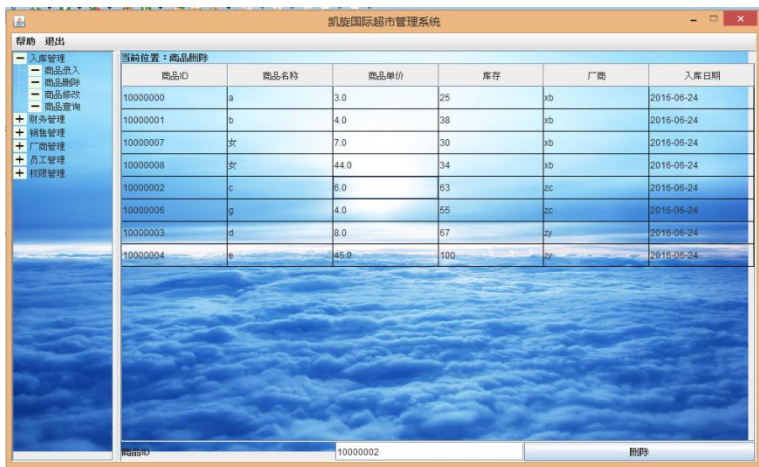 凯旋国际超市管理系统
帮助 退出
入库管理
商品录入
商品删除
商品修改
商品查询
财务管理
销售管理
厂商管理
员工管理
权限管理
当前位置：商品删除
商品ID 商品名称 商品单价 库存 厂商 入库日期
10000000 a 3.0 25 xb 2016-06-24
10000001 b 4.0 38 xb 2016-06-24
10000007 女 7.0 30 xb 2016-06-24
10000008 女 44.0 34 xb 2016-06-24
10000002 c 6.0 63 zc 2016-06-24
10000006 g 4.0 55 zc 2016-06-24
10000003 d 8.0 67 zy 2016-06-24
10000004 e 45.0 100 zy 2016-06-24
商品ID 10000002 删除